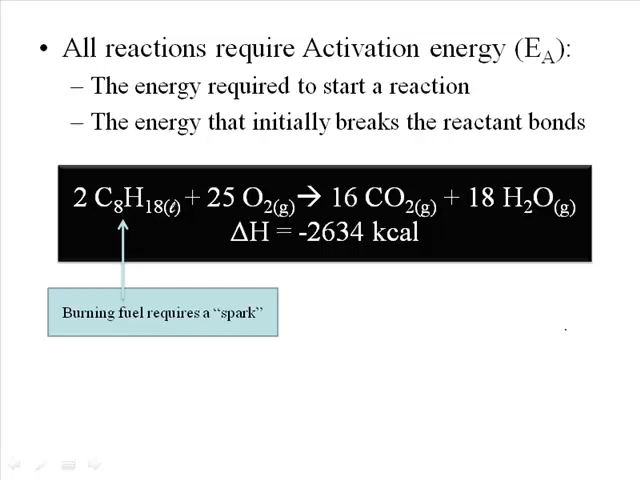 • All reactions require Activation energy (E_A):
– The energy required to start a reaction
– The energy that initially breaks the reactant bonds
2 C₈H₁₈₍ₗ₎ + 25 O₂₍g₎→ 16 CO₂₍g₎ + 18 H₂O₍g₎
ΔH = -2634 kcal
Burning fuel requires a “spark”